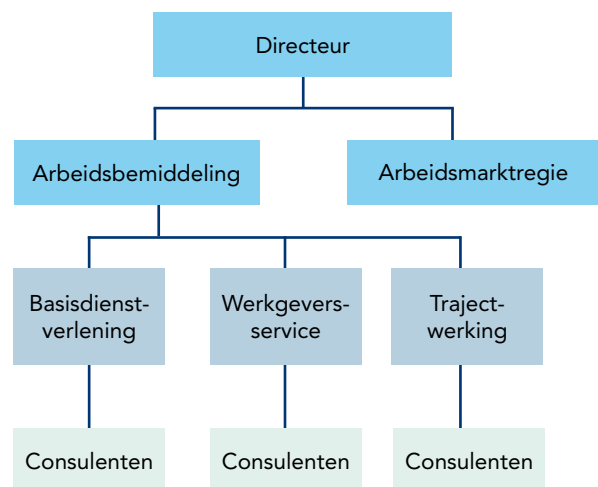 Directeur
Arbeidsbemiddeling
Arbeidsmarktregie
Basisdienst-
verlening
Werkgevers-
service
Traject-
werking
Consulenten
Consulenten
Consulenten